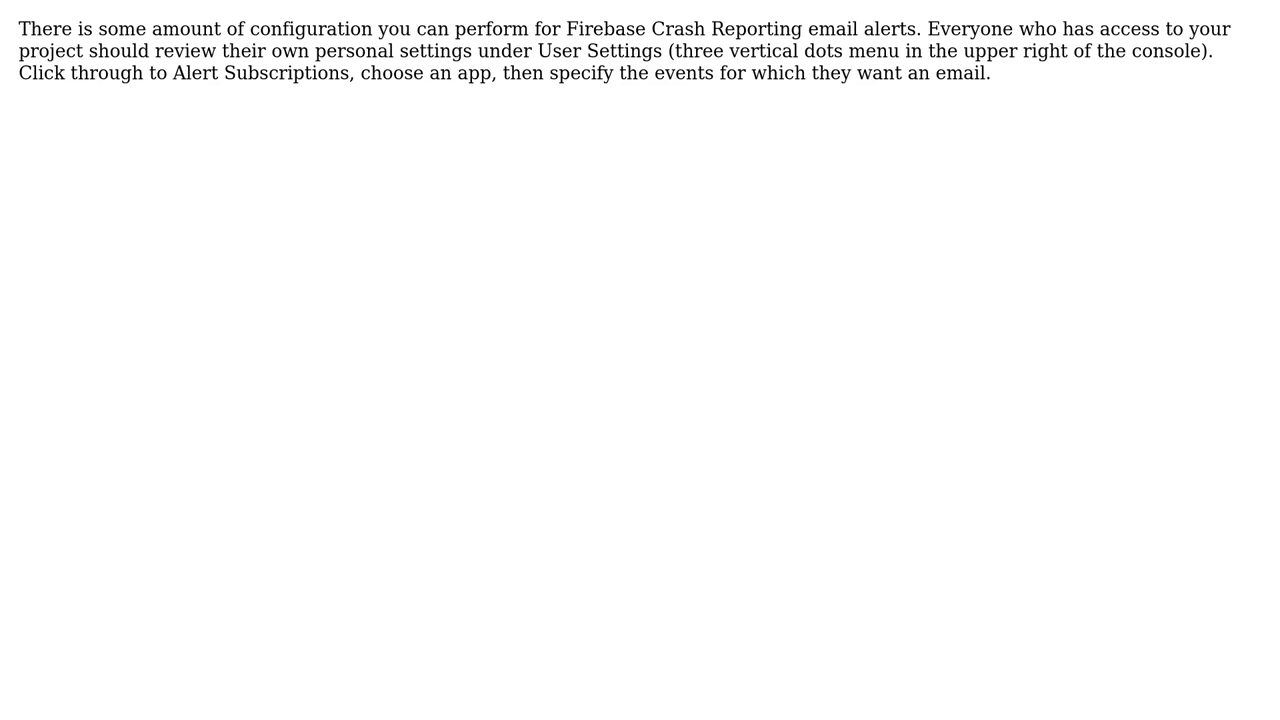 There is some amount of configuration you can perform for Firebase Crash Reporting email alerts. Everyone who has access to your
project should review their own personal settings under User Settings (three vertical dots menu in the upper right of the console).
Click through to Alert Subscriptions, choose an app, then specify the events for which they want an email.